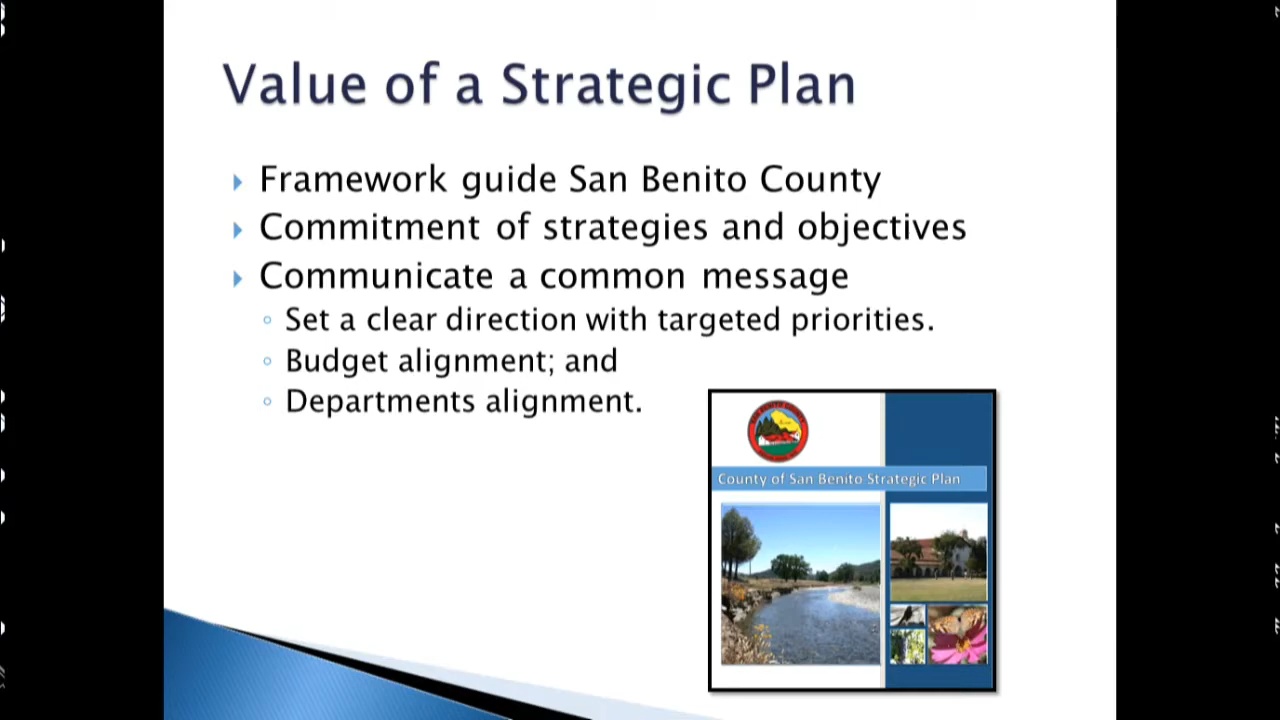 Value of a Strategic Plan
Framework guide San Benito County
Commitment of strategies and objectives
Communicate a common message
Set a clear direction with targeted priorities.
Budget alignment; and
Departments alignment.
County of San Benito Strategic Plan